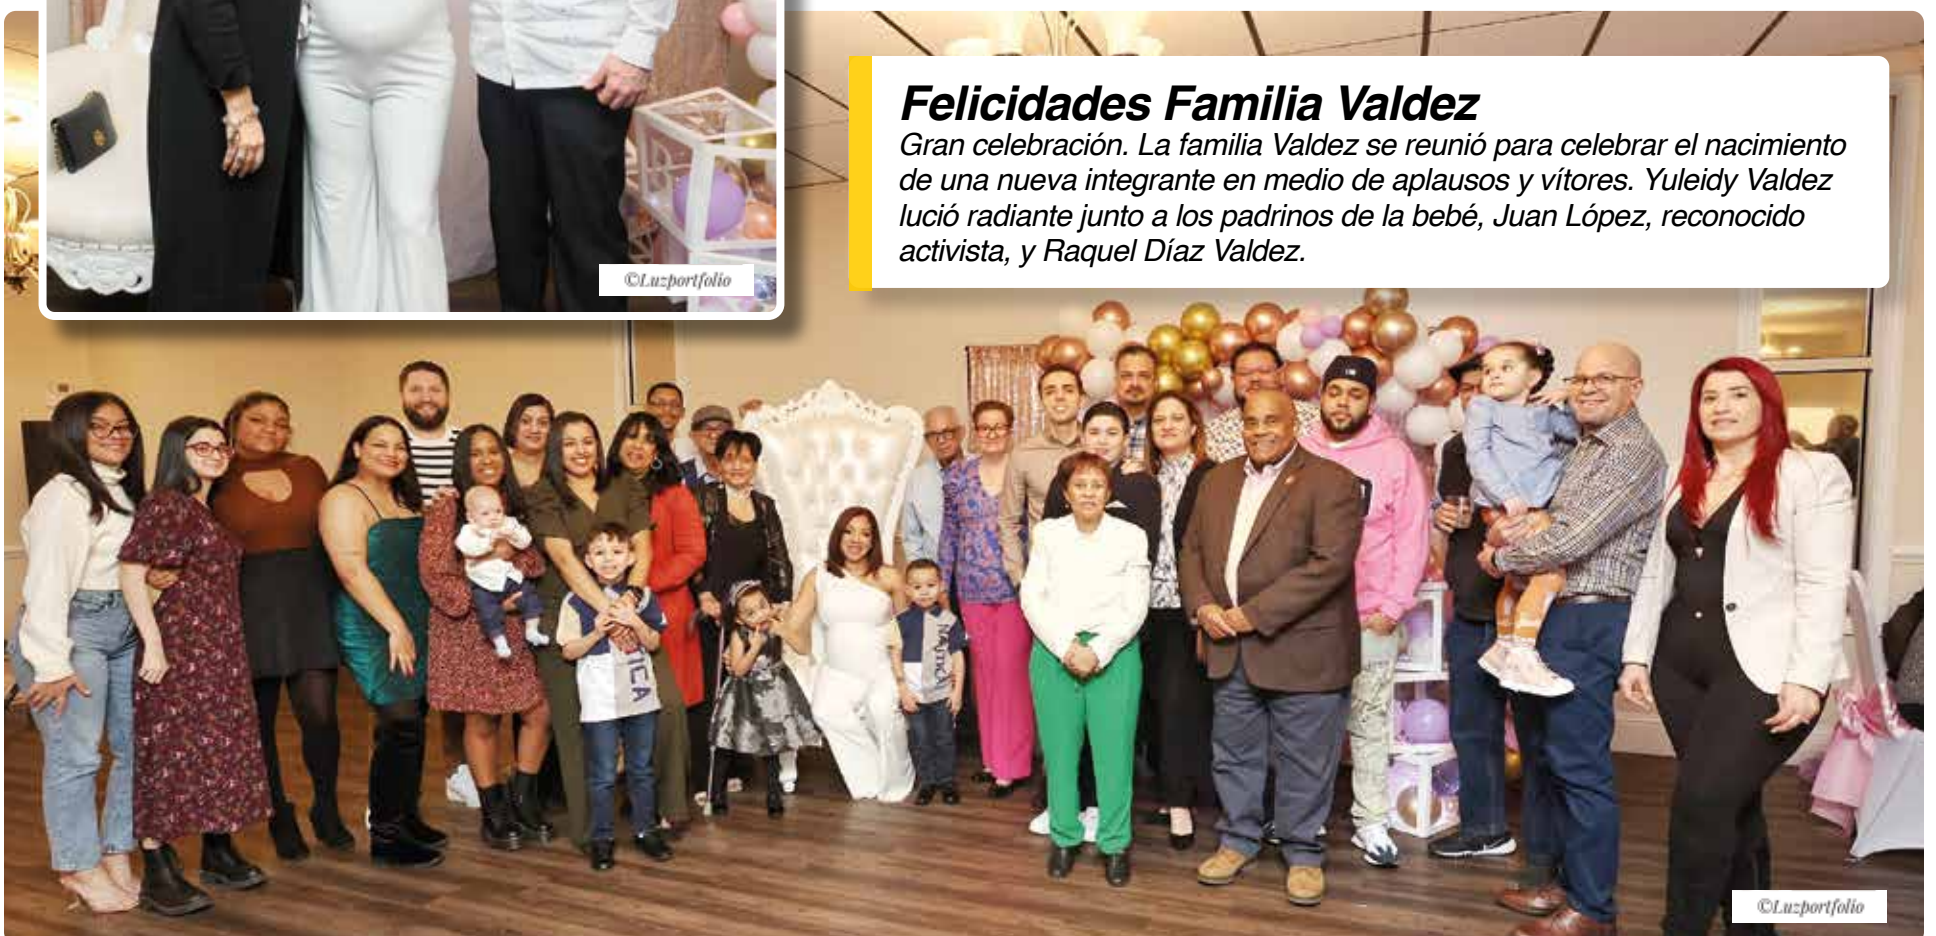 Felicidades Familia Valdez
Gran celebración. La familia Valdez se reunió para celebrar el nacimiento
de una nueva integrante en medio de aplausos y vítores. Yuleidy Valdez
lució radiante junto a los padrinos de la bebé, Juan López, reconocido
activista, y Raquel Díaz Valdez.
©Luzportfolio
©Luzportfolio